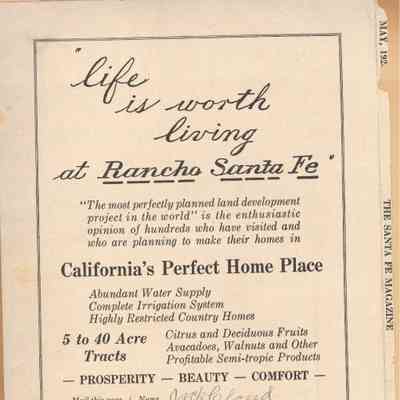 "life
is worth
living
at Rancho Santa Fe"
"The most perfectly planned land development
project in the world" is the enthusiastic
opinion of hundreds who have visited and
who are planning to make their homes in
California's Perfect Home Place
Abundant Water Supply
Complete Irrigation System
Highly Restricted Country Homes
5 to 40 Acre
Tracts
Citrus and Deciduous Fruits
Avacadoes, Walnuts and Other
Profitable Semi-tropic Products
— PROSPERITY — BEAUTY — COMFORT —
Name
MAY, 192
THE SANTA FE MAGAZINE